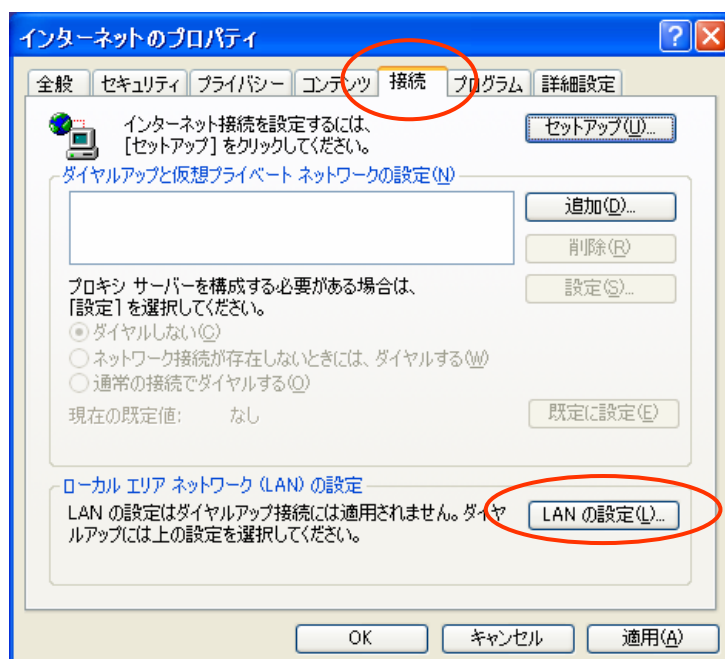 インターネットのプロパティ
全般 セキュリティ プライバシー コンテンツ 接続 プログラム 詳細設定
インターネット接続を設定するには、
[セットアップ] をクリックしてください。
セットアップ(U)...
ダイヤルアップと仮想プライベート ネットワークの設定(N)
追加(D)...
削除(R)
プロキシ サーバーを構成する必要がある場合は、
[設定] を選択してください。
設定(S)...
ダイヤルしない(C)
ネットワーク接続が存在しないときには、ダイヤルする(W)
通常の接続でダイヤルする(O)
現在の既定値: なし
既定に設定(E)
ローカル エリア ネットワーク (LAN) の設定
LAN の設定はダイヤルアップ接続には適用されません。ダイヤ
ルアップには上の設定を選択してください。
LAN の設定(L)...
OK キャンセル 適用(A)